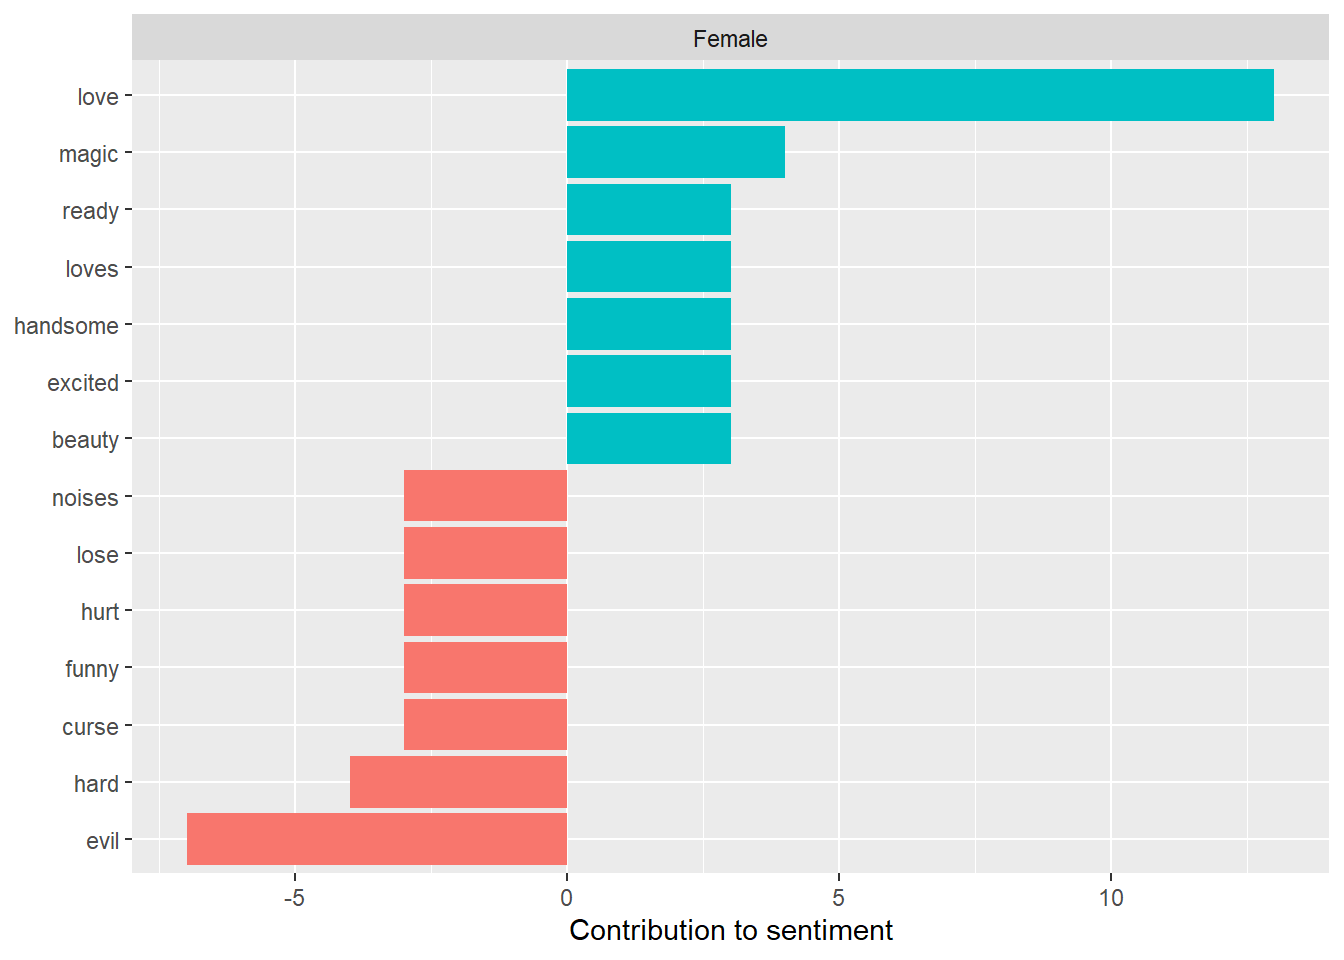 Female
love
magic
ready
loves
handsome
excited
beauty
noises
lose
hurt
funny
curse
hard
evil
-5 0 5 10
Contribution to sentiment